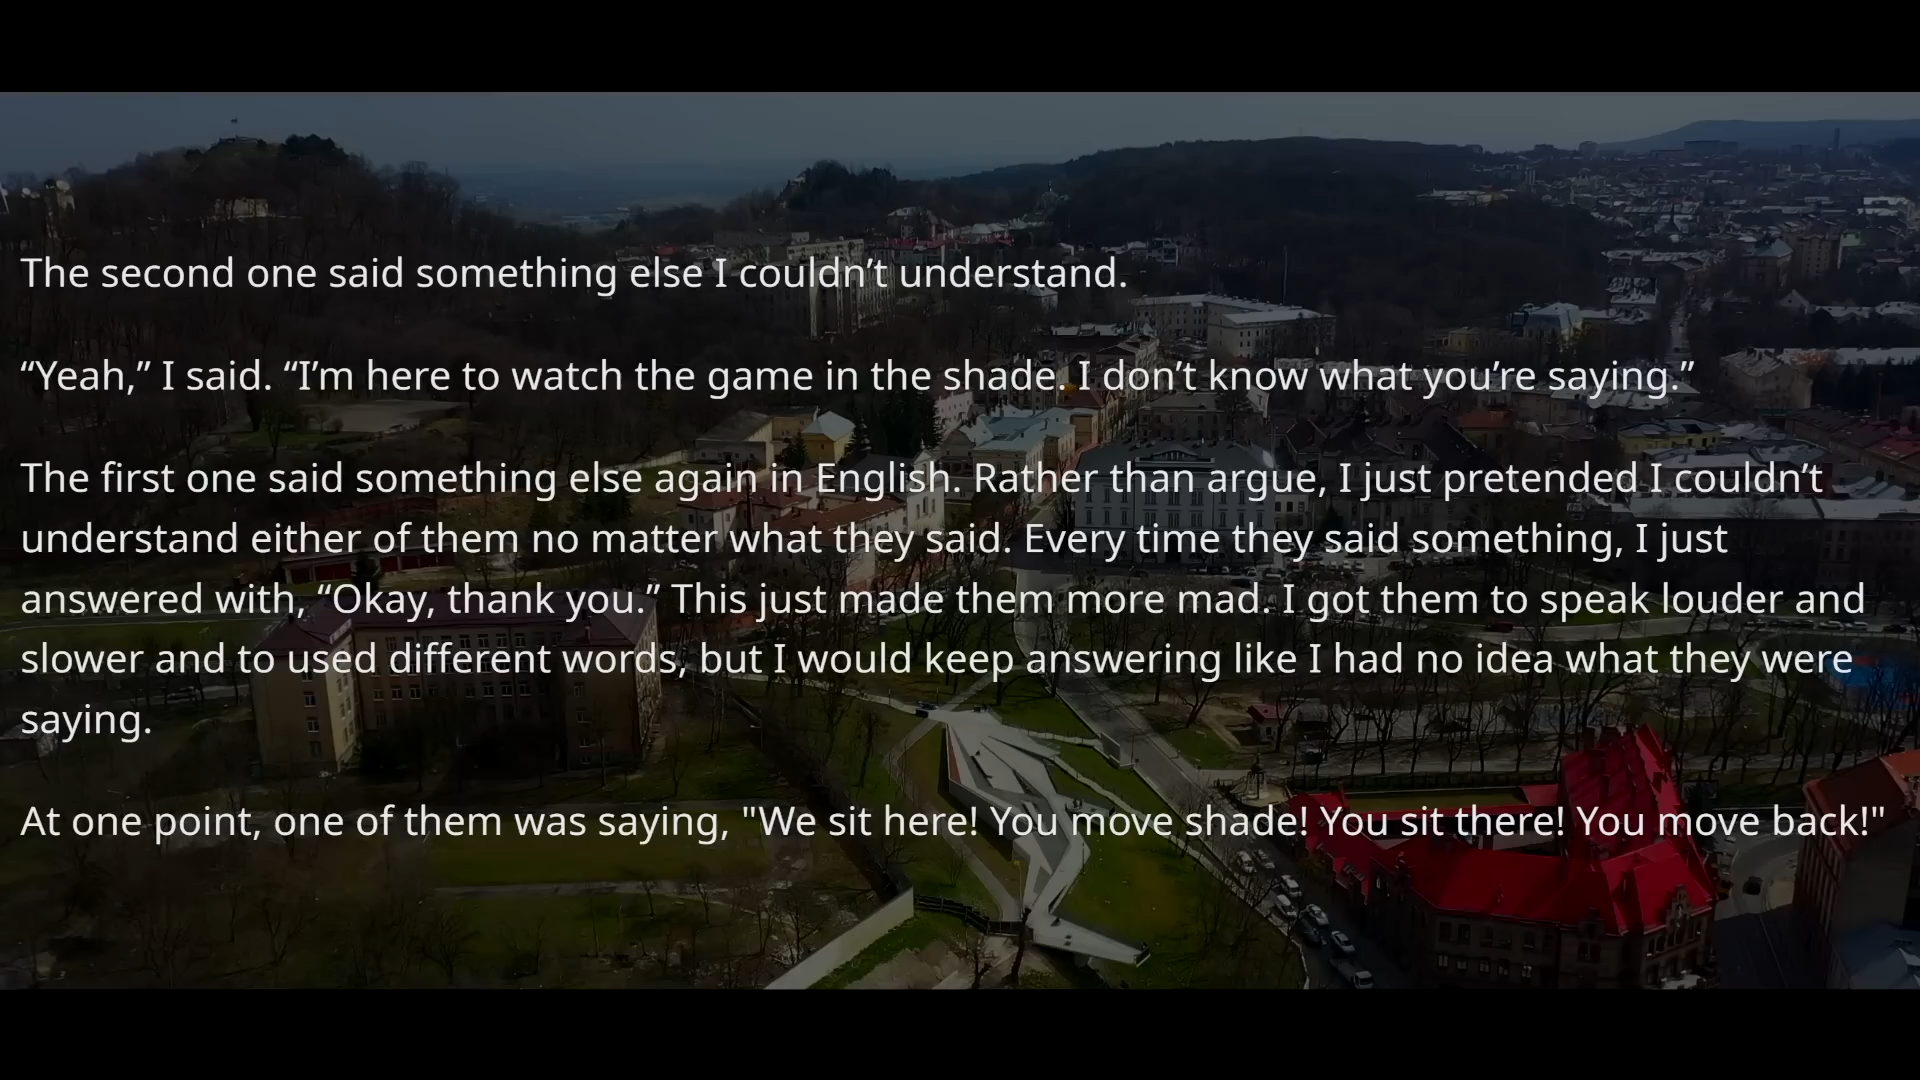 The second one said something else I couldn’t understand.
“Yeah,” I said. “I’m here to watch the game in the shade. I don’t know what you’re saying.”
The first one said something else again in English. Rather than argue, I just pretended I couldn’t
understand either of them no matter what they said. Every time they said something, I just
answered with, “Okay, thank you.” This just made them more mad. I got them to speak louder and
slower and to used different words, but I would keep answering like I had no idea what they were
saying.
At one point, one of them was saying, "We sit here! You move shade! You sit there! You move back!"